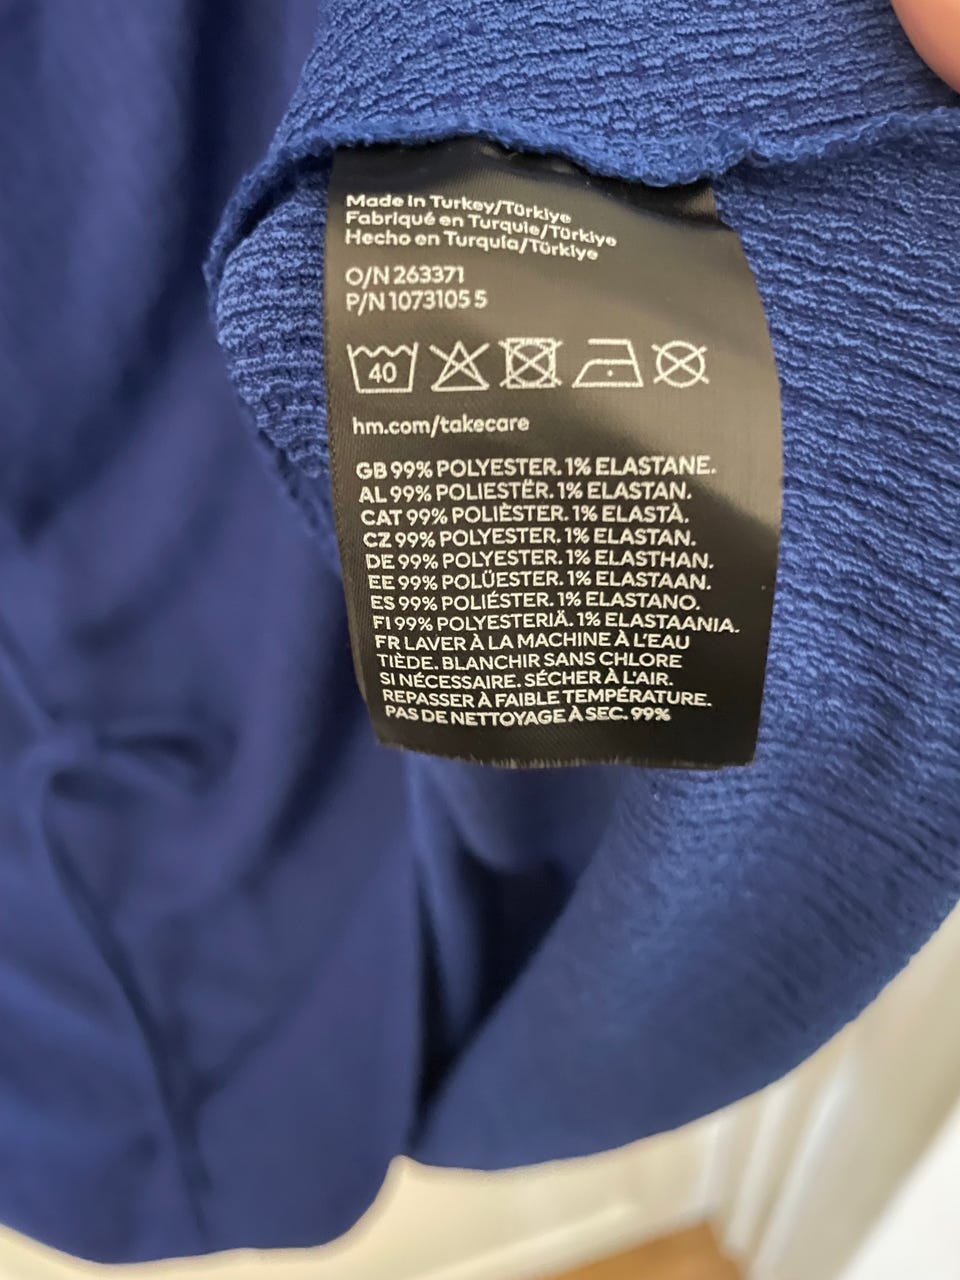 Made in Turkey/Türkiye
Fabriqué en Turquie/Türkiye
Hecho en Turquía/Türkiye
O/N 263371
P/N 1073105 5
40
hm.com/takecare
GB 99% POLYESTER. 1% ELASTANE.
AL 99% POLIESTËR. 1% ELASTAN.
CAT 99% POLIÈSTER. 1% ELASTÀ.
CZ 99% POLYESTER. 1% ELASTAN.
DE 99% POLYESTER. 1% ELASTHAN.
EE 99% POLÜESTER. 1% ELASTAAN.
ES 99% POLIÉSTER. 1% ELASTANO.
FI 99% POLYESTERIÄ. 1% ELASTAANIA.
FR LAVER À LA MACHINE À L'EAU
TIÈDE. BLANCHIR SANS CHLORE
SI NÉCESSAIRE. SÉCHER À L'AIR.
REPASSER À FAIBLE TEMPÉRATURE.
PAS DE NETTOYAGE À SEC. 99%